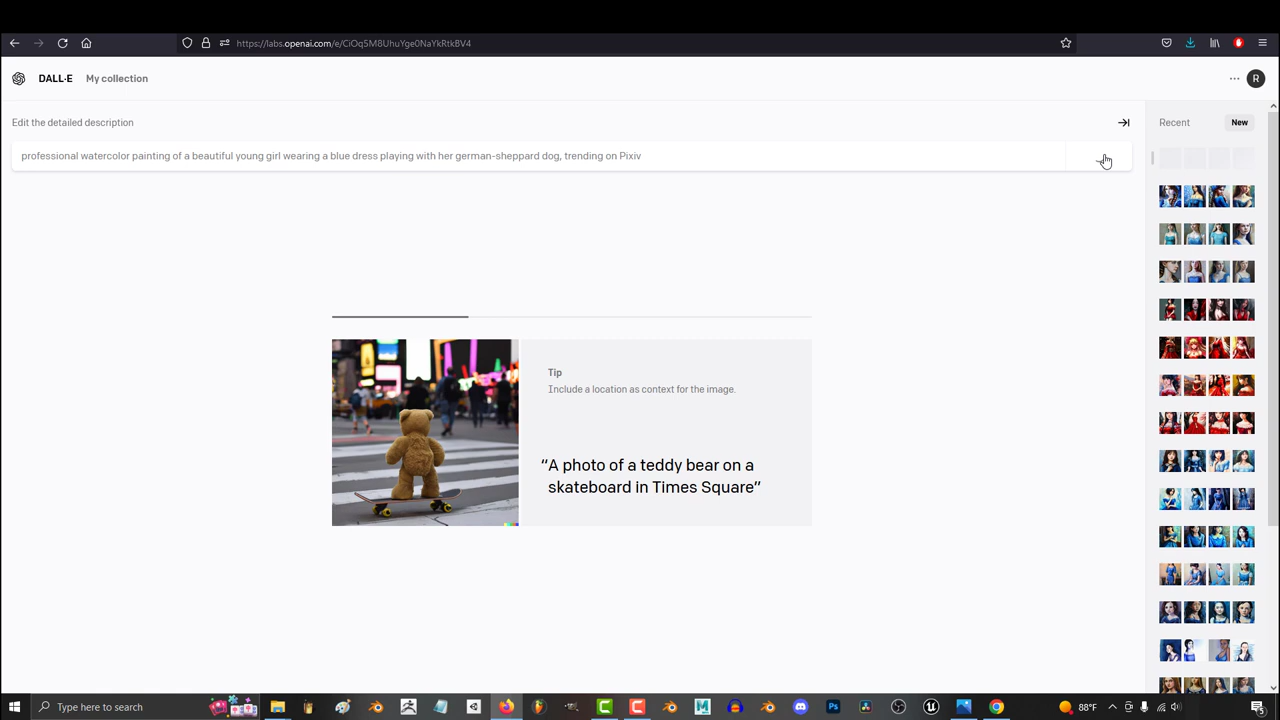 https://labs.openai.com/e/CiOq5M8UhuYge0NaYkRtkBV4
DALL·E My collection
R
Edit the detailed description
Recent New
professional watercolor painting of a beautiful young girl wearing a blue dress playing with her german-sheppard dog, trending on Pixiv
Tip
Include a location as context for the image.
“A photo of a teddy bear on a
skateboard in Times Square”
Type here to search
88°F